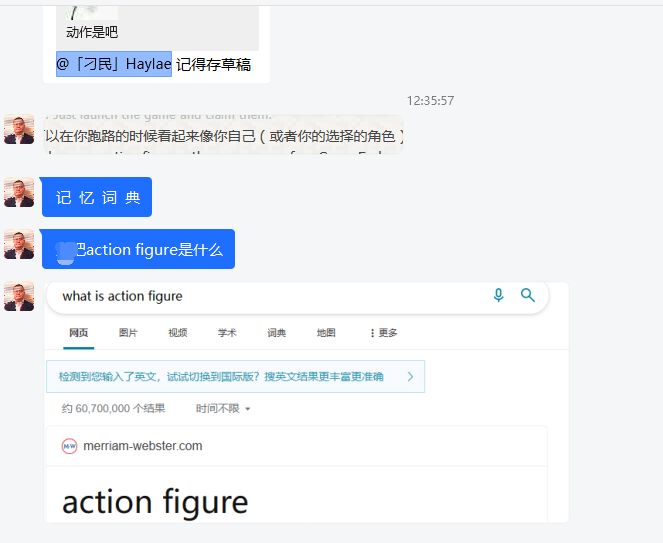 动作是吧
@「刁民」Haylae 记得存草稿
12:35:57
Just launch the game and claim them.
以在你跑路的时候看起来像你自己（或者你的选择的角色）
记 忆 词 典
吧action figure是什么
what is action figure
网页 图片 视频 学术 词典 地图 更多
检测到您输入了英文，试试切换到国际版？搜英文结果更丰富更准确
约 60,700,000 个结果 时间不限
merriam-webster.com
action figure